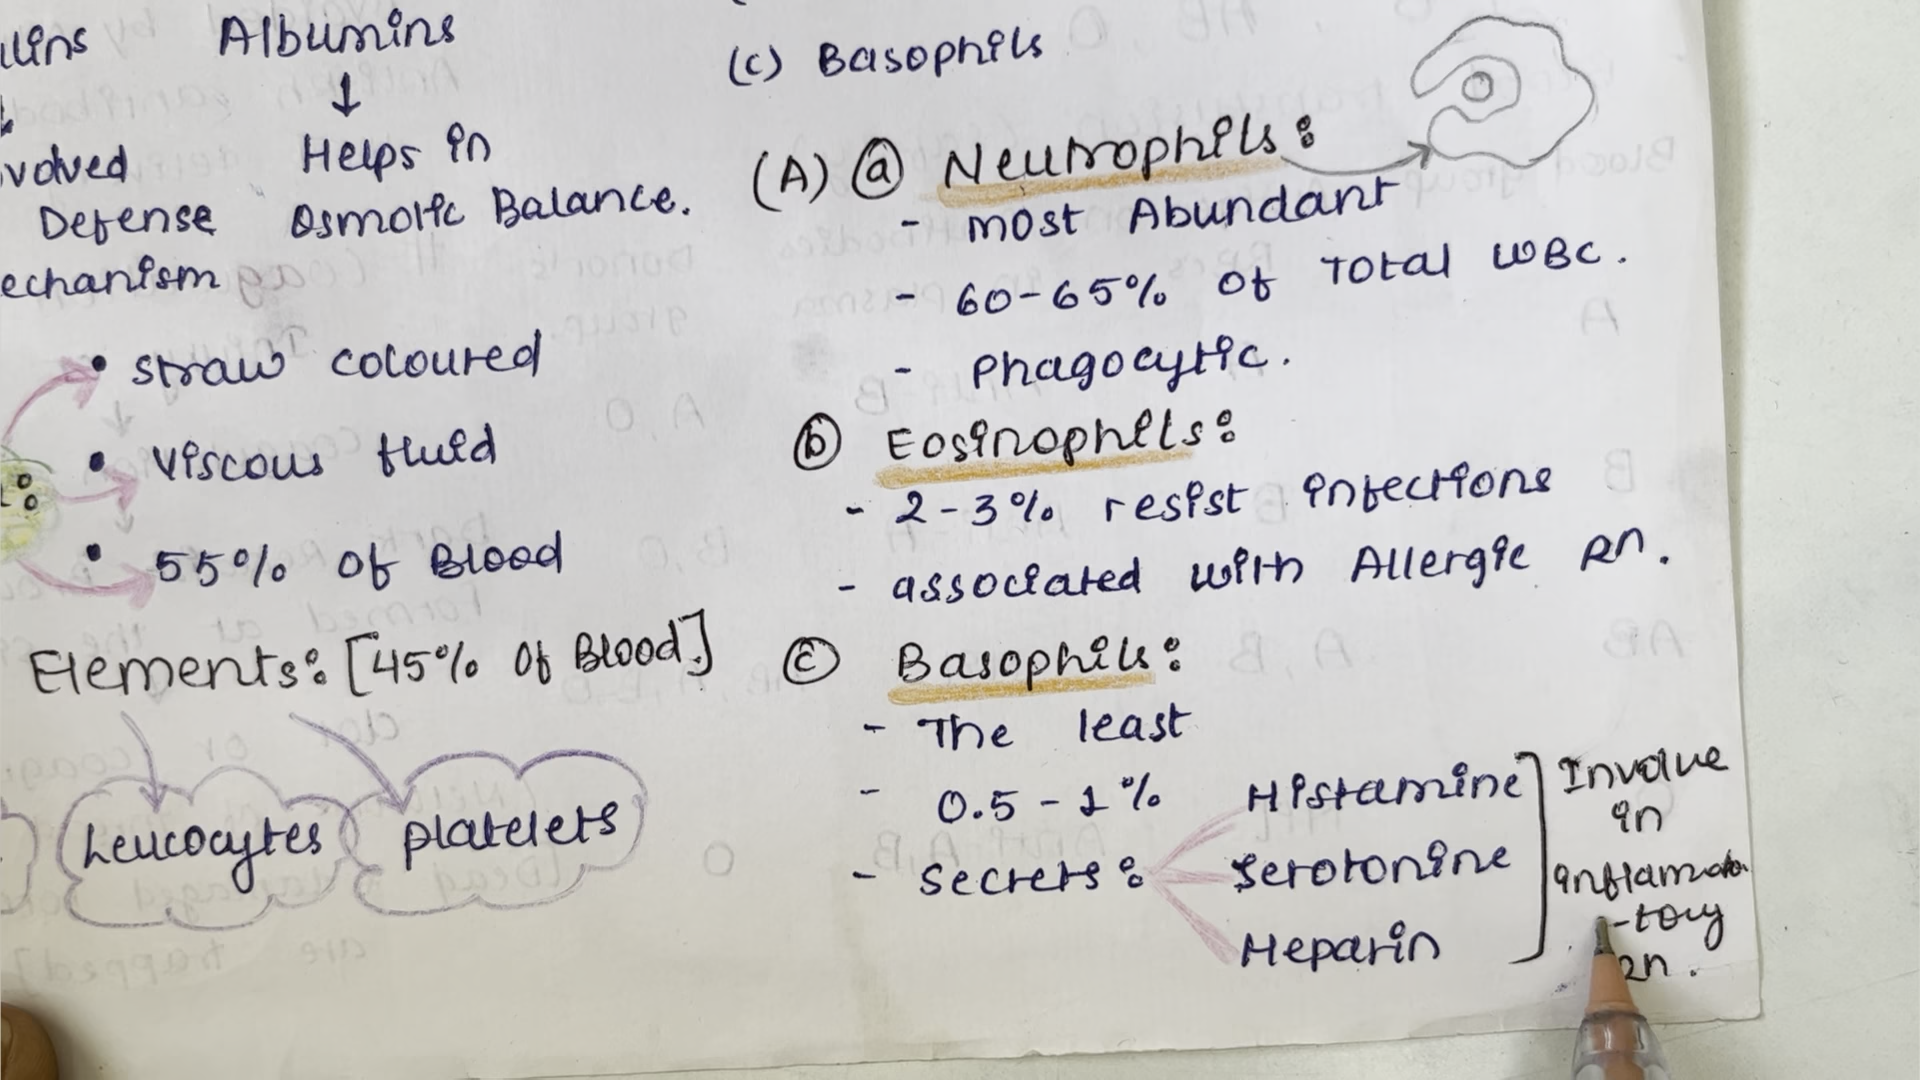 Albumins
↓
volved
Helps in
Defense
Osmotic Balance.
echanism
• straw coloured
• Viscous fluid
• 55% of Blood
Elements: [45% of Blood.]
Leucocytes
platelets
(c) Basophils
(A) ⓐ Neutrophils:
- most Abundant
- 60-65% of Total WBC.
- Phagocytic.
ⓑ Eosinophils:
- 2-3% resist infections
- associated with Allergic Rn.
ⓒ Basophils:
- The least
- 0.5-1%
- secrets:
Histamine
Serotonine
Heparin
Involve
in
-tory
Rn.